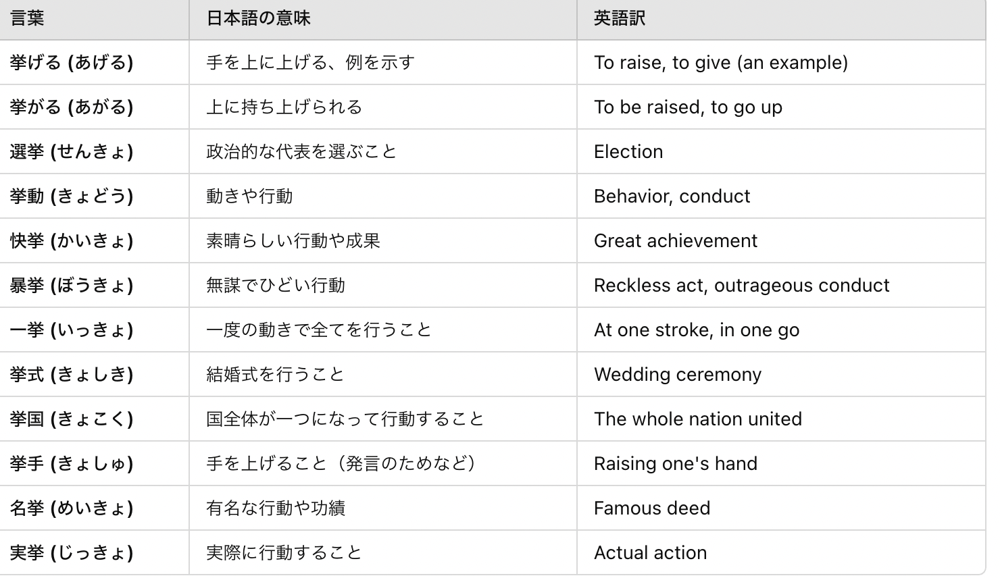 言葉 日本語の意味 英語訳
挙げる (あげる) 手を上に上げる、例を示す To raise, to give (an example)
挙がる (あがる) 上に持ち上げられる To be raised, to go up
選挙 (せんきょ) 政治的な代表を選ぶこと Election
挙動 (きょどう) 動きや行動 Behavior, conduct
快挙 (かいきょ) 素晴らしい行動や成果 Great achievement
暴挙 (ぼうきょ) 無謀でひどい行動 Reckless act, outrageous conduct
一挙 (いっきょ) 一度の動きで全てを行うこと At one stroke, in one go
挙式 (きょしき) 結婚式を行うこと Wedding ceremony
挙国 (きょこく) 国全体が一つになって行動すること The whole nation united
挙手 (きょしゅ) 手を上げること（発言のためなど） Raising one's hand
名挙 (めいきょ) 有名な行動や功績 Famous deed
実挙 (じっきょ) 実際に行動すること Actual action